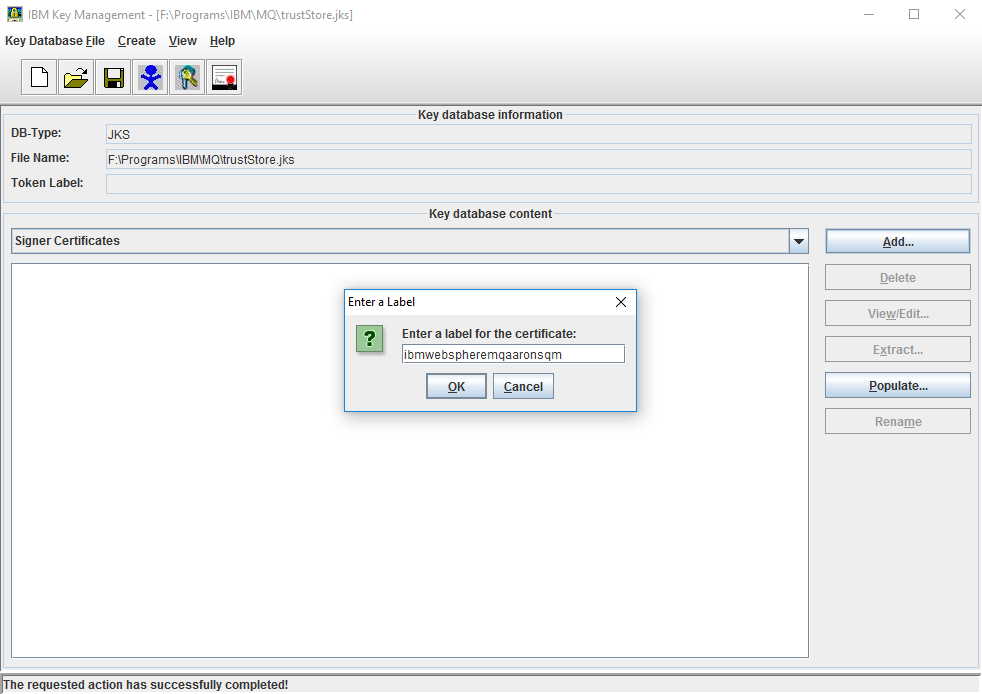 IBM Key Management - [F:\Programs\IBM\MQ\trustStore.jks]
Key Database File Create View Help
Key database information
DB-Type: JKS
File Name: F:\Programs\IBM\MQ\trustStore.jks
Token Label:
Key database content
Signer Certificates
Add...
Delete
View/Edit...
Extract...
Populate...
Rename
Enter a Label
? Enter a label for the certificate:
ibmwebspheremqaaronsqm
OK Cancel
The requested action has successfully completed!